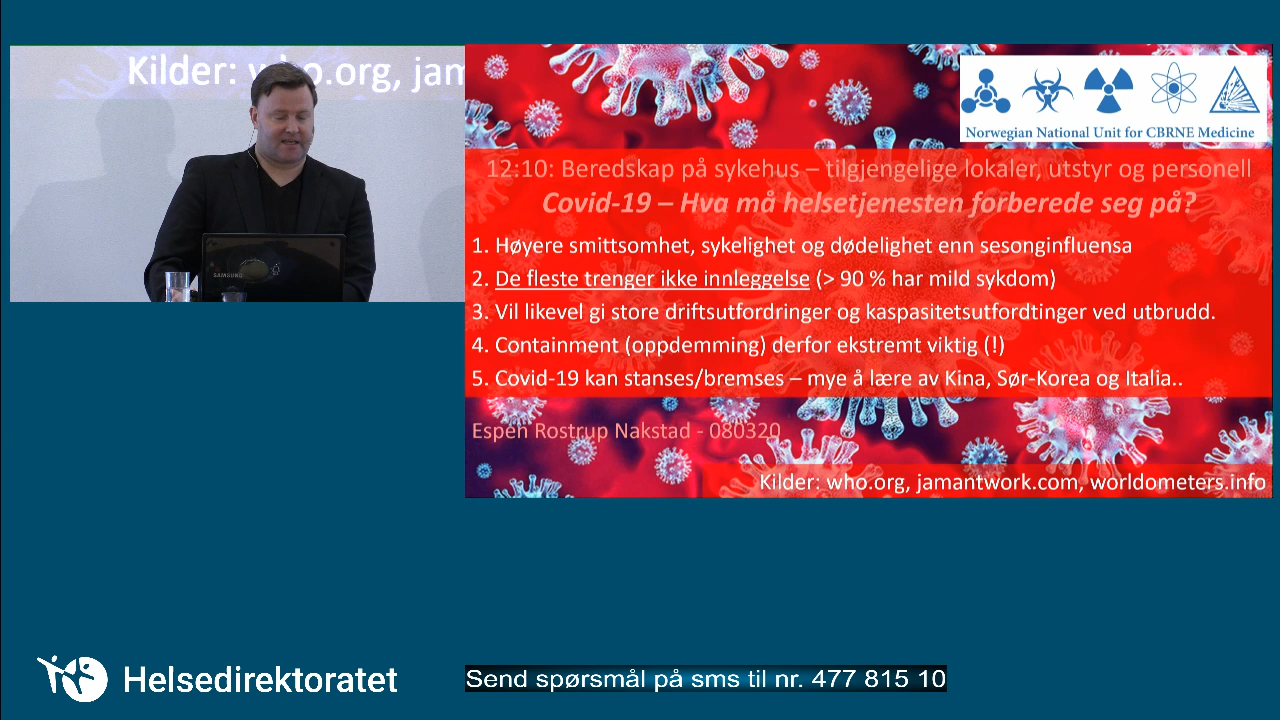 Kilder: who.org, jam
SAMSUNG
Norwegian National Unit for CBRNE Medicine
12:10: Beredskap på sykehus – tilgjengelige lokaler, utstyr og personell
Covid-19 – Hva må helsetjenesten forberede seg på?
1. Høyere smittsomhet, sykelighet og dødelighet enn sesonginfluensa
2. De fleste trenger ikke innleggelse (> 90 % har mild sykdom)
3. Vil likevel gi store driftsutfordringer og kaspasitetsutfordtinger ved utbrudd.
4. Containment (oppdemming) derfor ekstremt viktig (!)
5. Covid-19 kan stanses/bremses – mye å lære av Kina, Sør-Korea og Italia..
Espen Rostrup Nakstad - 080320
Kilder: who.org, jamantwork.com, worldometers.info
Helsedirektoratet
Send spørsmål på sms til nr. 477 815 10